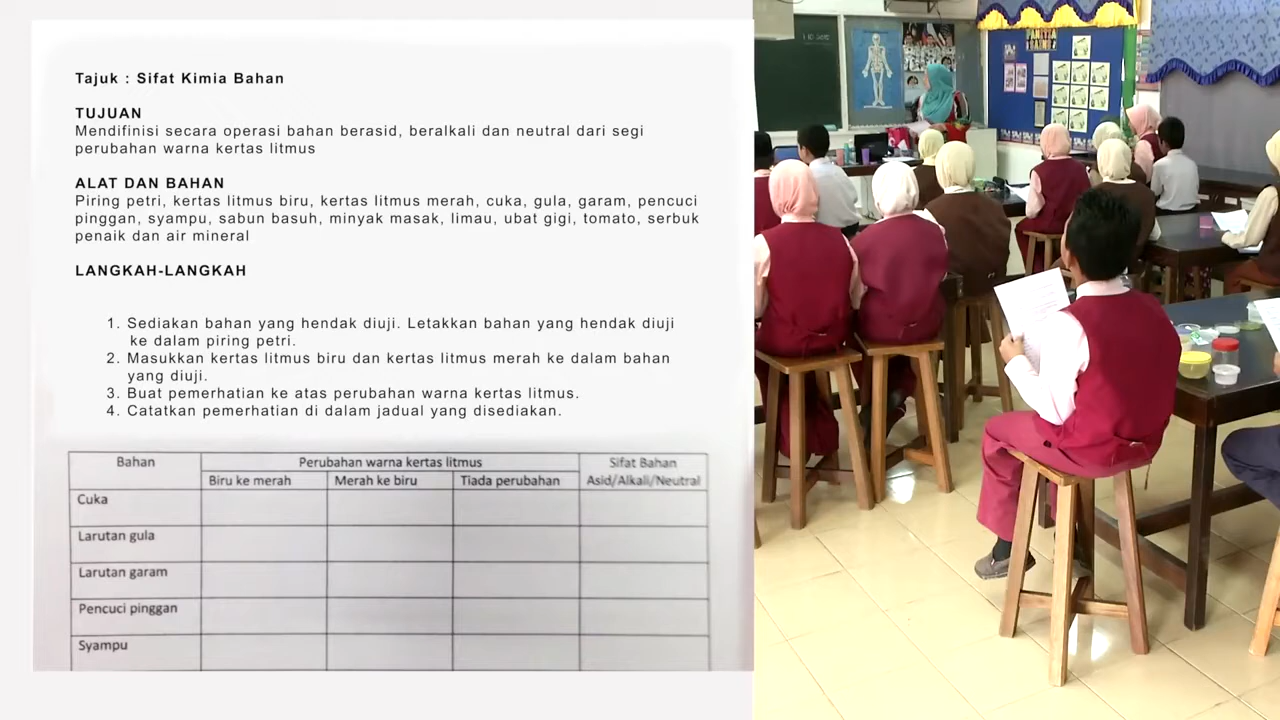 Tajuk : Sifat Kimia Bahan
TUJUAN
Mendifinisi secara operasi bahan berasid, beralkali dan neutral dari segi
perubahan warna kertas litmus
ALAT DAN BAHAN
Piring petri, kertas litmus biru, kertas litmus merah, cuka, gula, garam, pencuci
pinggan, syampu, sabun basuh, minyak masak, limau, ubat gigi, tomato, serbuk
penaik dan air mineral
LANGKAH-LANGKAH
1. Sediakan bahan yang hendak diuji. Letakkan bahan yang hendak diuji
ke dalam piring petri.
2. Masukkan kertas litmus biru dan kertas litmus merah ke dalam bahan
yang diuji.
3. Buat pemerhatian ke atas perubahan warna kertas litmus.
4. Catatkan pemerhatian di dalam jadual yang disediakan.
Bahan Perubahan warna kertas litmus Sifat Bahan
Biru ke merah Merah ke biru Tiada perubahan Asid/Alkali/Neutral
Cuka
Larutan gula
Larutan garam
Pencuci pinggan
Syampu